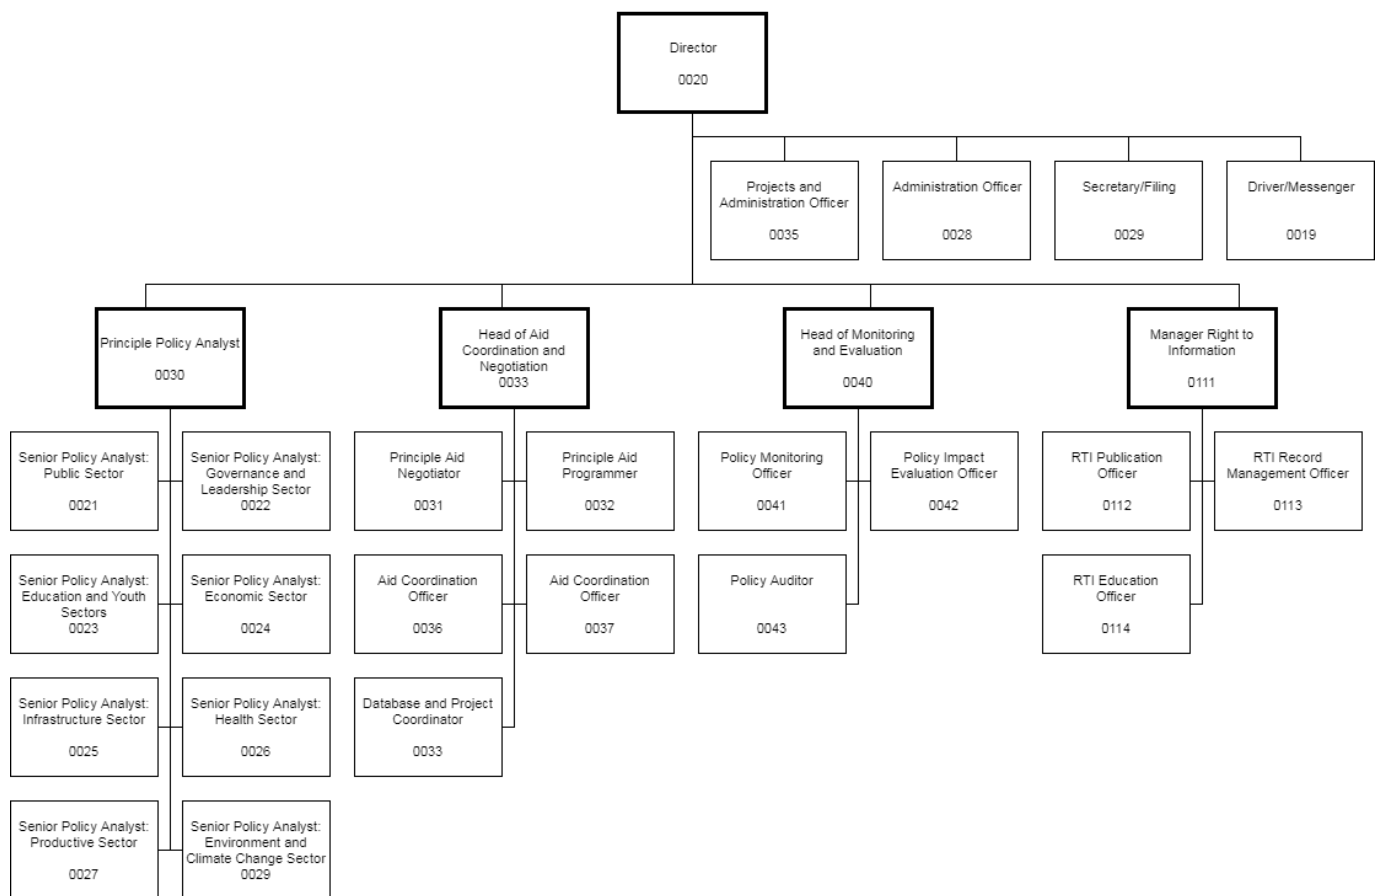 Director
0020
Projects and
Administration Officer
0035
Administration Officer
0028
Secretary/Filing
0029
Driver/Messenger
0019
Principle Policy Analyst
0030
Head of Aid
Coordination and
Negotiation
0033
Head of Monitoring
and Evaluation
0040
Manager Right to
Information
0111
Senior Policy Analyst:
Public Sector
0021
Senior Policy Analyst:
Governance and
Leadership Sector
0022
Principle Aid
Negotiator
0031
Principle Aid
Programmer
0032
Policy Monitoring
Officer
0041
Policy Impact
Evaluation Officer
0042
RTI Publication
Officer
0112
RTI Record
Management Officer
0113
Senior Policy Analyst:
Education and Youth
Sectors
0023
Senior Policy Analyst:
Economic Sector
0024
Aid Coordination
Officer
0036
Aid Coordination
Officer
0037
Policy Auditor
0043
RTI Education
Officer
0114
Senior Policy Analyst:
Infrastructure Sector
0025
Senior Policy Analyst:
Health Sector
0026
Database and Project
Coordinator
0033
Senior Policy Analyst:
Productive Sector
0027
Senior Policy Analyst:
Environment and
Climate Change Sector
0029